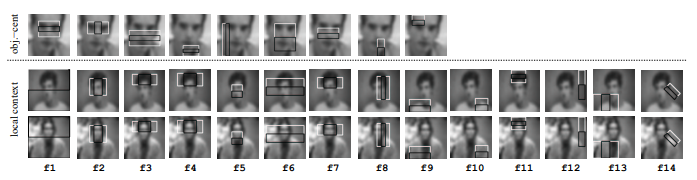 obj.-cent
local context
f1 f2 f3 f4 f5 f6 f7 f8 f9 f10 f11 f12 f13 f14